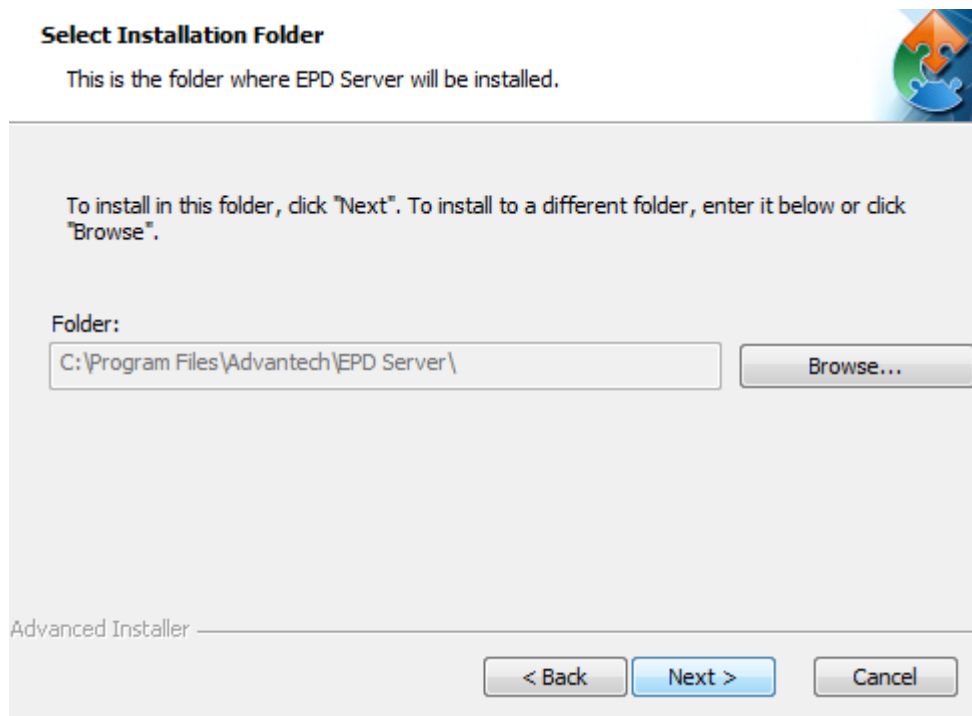 Select Installation Folder
This is the folder where EPD Server will be installed.
To install in this folder, click "Next". To install to a different folder, enter it below or click
"Browse".
Folder:
C:\Program Files\Advantech\EPD Server\
Browse...
Advanced Installer
< Back
Next >
Cancel